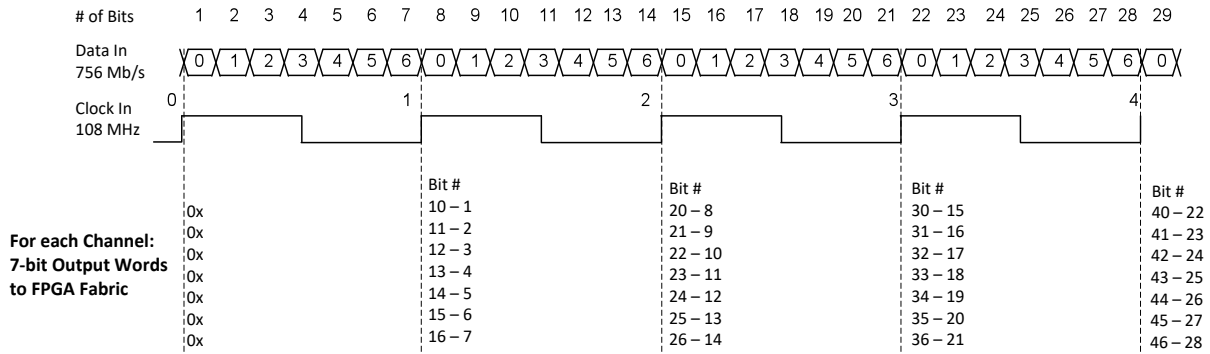 # of Bits 1 2 3 4 5 6 7 8 9 10 11 12 13 14 15 16 17 18 19 20 21 22 23 24 25 26 27 28 29
Data In
756 Mb/s
0 1 2 3 4 5 6 0 1 2 3 4 5 6 0 1 2 3 4 5 6 0 1 2 3 4 5 6 0
0 1 2 3 4
Clock In
108 MHz
For each Channel:
7-bit Output Words
to FPGA Fabric
0x
0x
0x
0x
0x
0x
0x
Bit #
10 – 1
11 – 2
12 – 3
13 – 4
14 – 5
15 – 6
16 – 7
Bit #
20 – 8
21 – 9
22 – 10
23 – 11
24 – 12
25 – 13
26 – 14
Bit #
30 – 15
31 – 16
32 – 17
33 – 18
34 – 19
35 – 20
36 – 21
Bit #
40 – 22
41 – 23
42 – 24
43 – 25
44 – 26
45 – 27
46 – 28